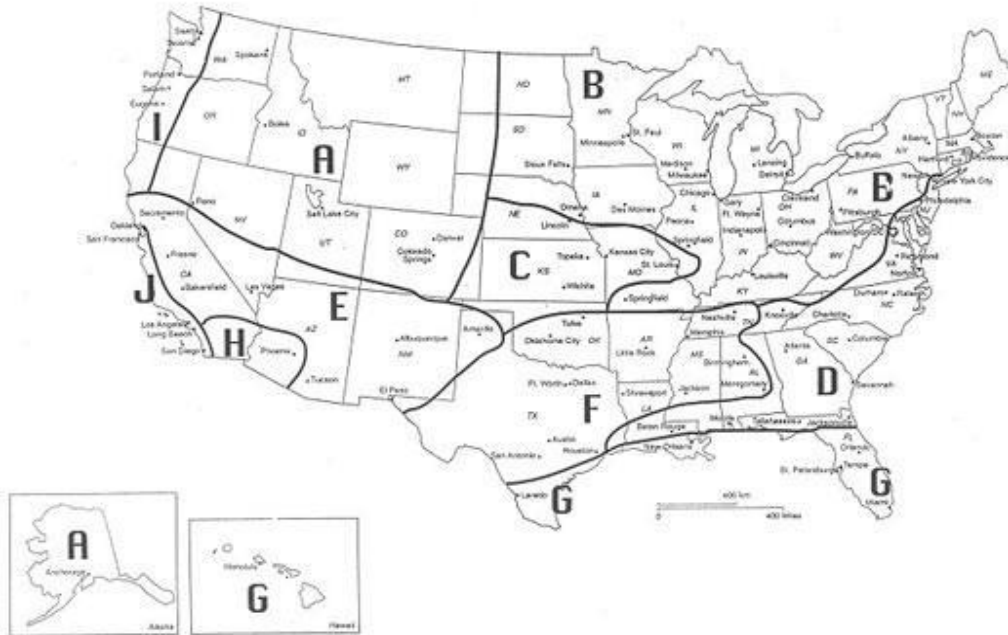 Seattle
Tacoma
WA
Spokane
Portland
Salem
Eugene
OR
I
Boise
ID
A
MT
WY
ND
SD
Sioux Falls
B
MN
Minneapolis
St. Paul
WI
Madison
Milwaukee
MI
Lansing
Detroit
ME
VT
NH
Albany
NY
MA
Boston
Hartford
Providence
Buffalo
New York City
Newark
PA
B
Philadelphia
NJ
Pittsburgh
Washington DC
Cleveland
OH
Columbus
Cincinnati
Chicago
Gary
Ft. Wayne
IL
Peoria
Springfield
Indianapolis
IN
WV
VA
Richmond
Norfolk
Louisville
KY
IA
Des Moines
Omaha
Lincoln
NE
Reno
Sacramento
Oakland
San Francisco
NV
Salt Lake City
UT
CO
Denver
Colorado
Springs
C
Topeka
KS
Wichita
Kansas City
St. Louis
MO
Springfield
Fresno
CA
Bakersfield
J
Las Vegas
Los Angeles
Long Beach
San Diego
H
E
AZ
Phoenix
Tucson
Albuquerque
NM
El Paso
Amarillo
Tulsa
Oklahoma City
OK
AR
Little Rock
Nashville
Memphis
TN
Knoxville
Charlotte
Durham
Raleigh
NC
SC
Columbia
Atlanta
GA
D
Savannah
MS
Birmingham
AL
Montgomery
Jackson
Shreveport
LA
Ft. Worth
Dallas
F
TX
Austin
San Antonio
Houston
Baton Rouge
New Orleans
Mobile
Tallahassee
Jacksonville
FL
Orlando
Tampa
St. Petersburg
G
Miami
Laredo
G
400 km
0
400 Miles
A
Anchorage
Alaska
Honolulu
G
Hawaii